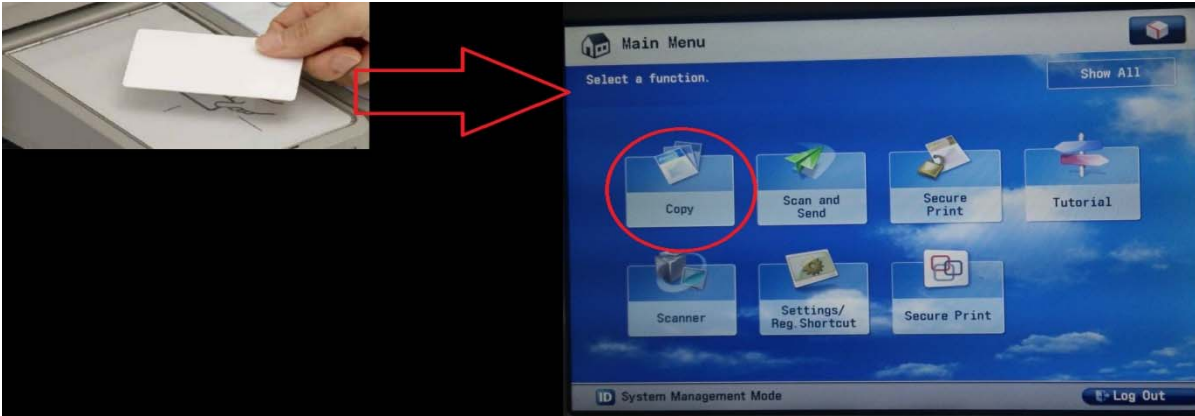 Main Menu
Select a function.
Show All
Copy
Scan and
Send
Secure
Print
Tutorial
Scanner
Settings/
Reg.Shortcut
Secure Print
ID System Management Mode
Log Out